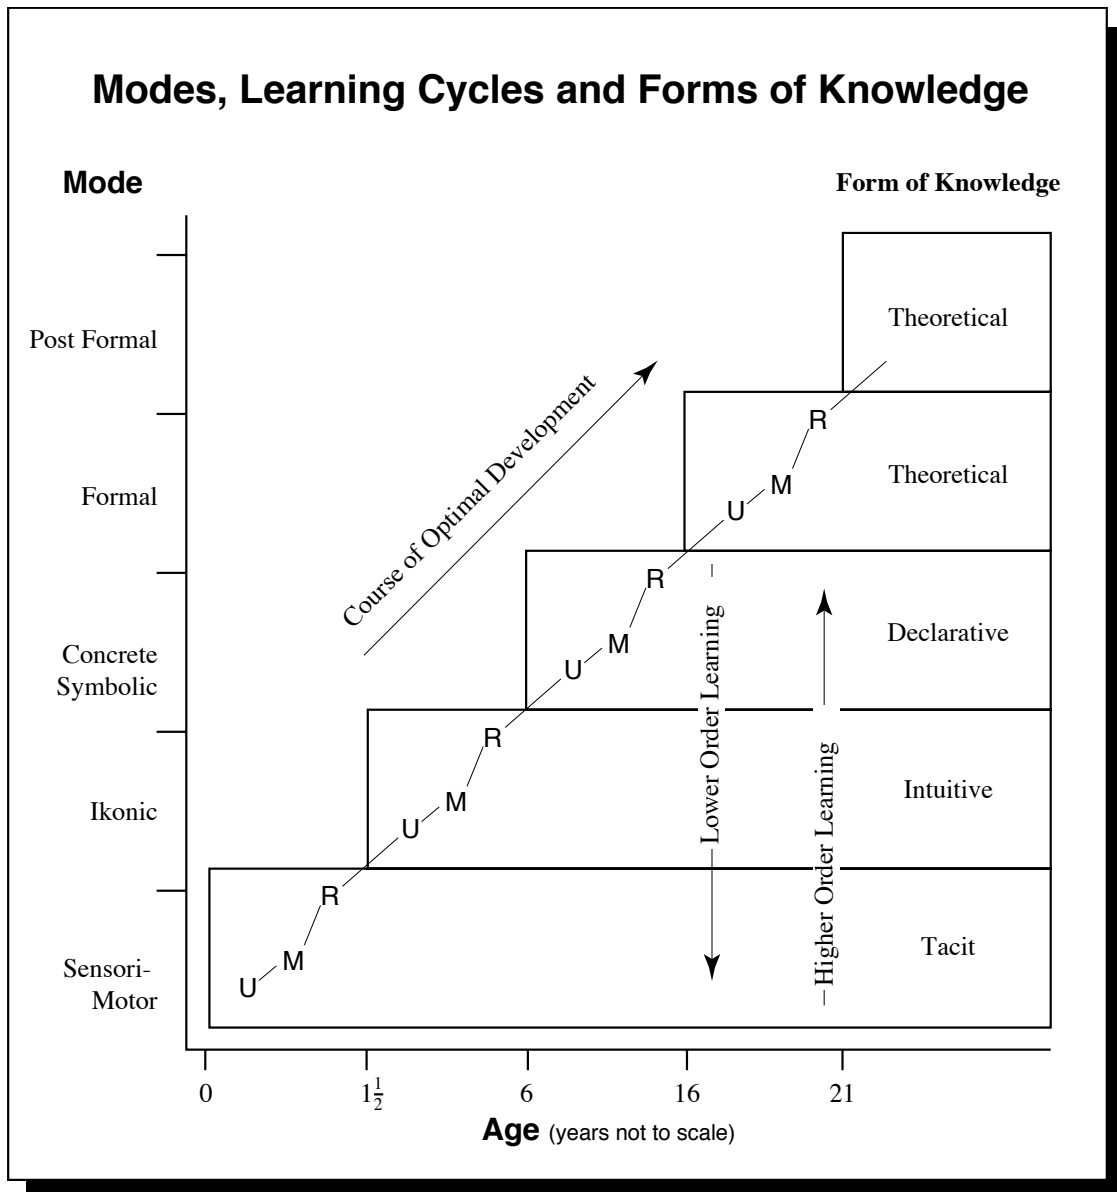 Modes, Learning Cycles and Forms of Knowledge
Mode
Form of Knowledge
Post Formal
Theoretical
Course of Optimal Development
R
Formal
Theoretical
M
U
R
Concrete
Symbolic
Declarative
M
U
Lower Order Learning
R
Ikonic
Intuitive
M
U
Higher Order Learning
R
Sensori-
Motor
Tacit
M
U
0
1½
6
16
21
Age (years not to scale)